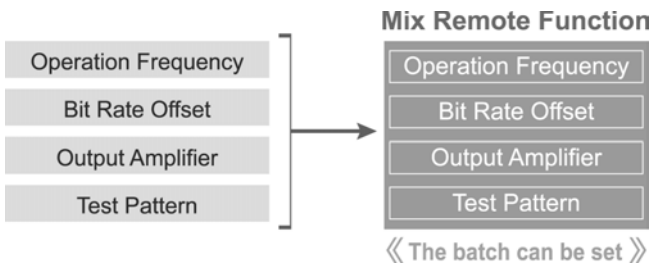 Mix Remote Function
Operation Frequency
Bit Rate Offset
Output Amplifier
Test Pattern
Operation Frequency
Bit Rate Offset
Output Amplifier
Test Pattern
《 The batch can be set 》